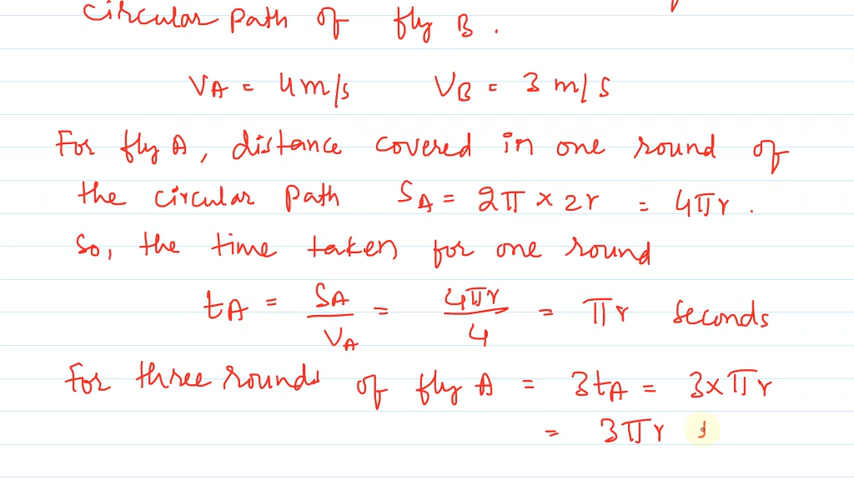 circular path of fly B.
VA = 4m/s VB = 3 m/s
For fly A, distance covered in one round of
the circular path SA = 2π × 2r = 4πr.
So, the time taken for one round
tA = SA/VA = 4πr/4 = πr seconds
For three rounds of fly A = 3tA = 3×πr
= 3πr